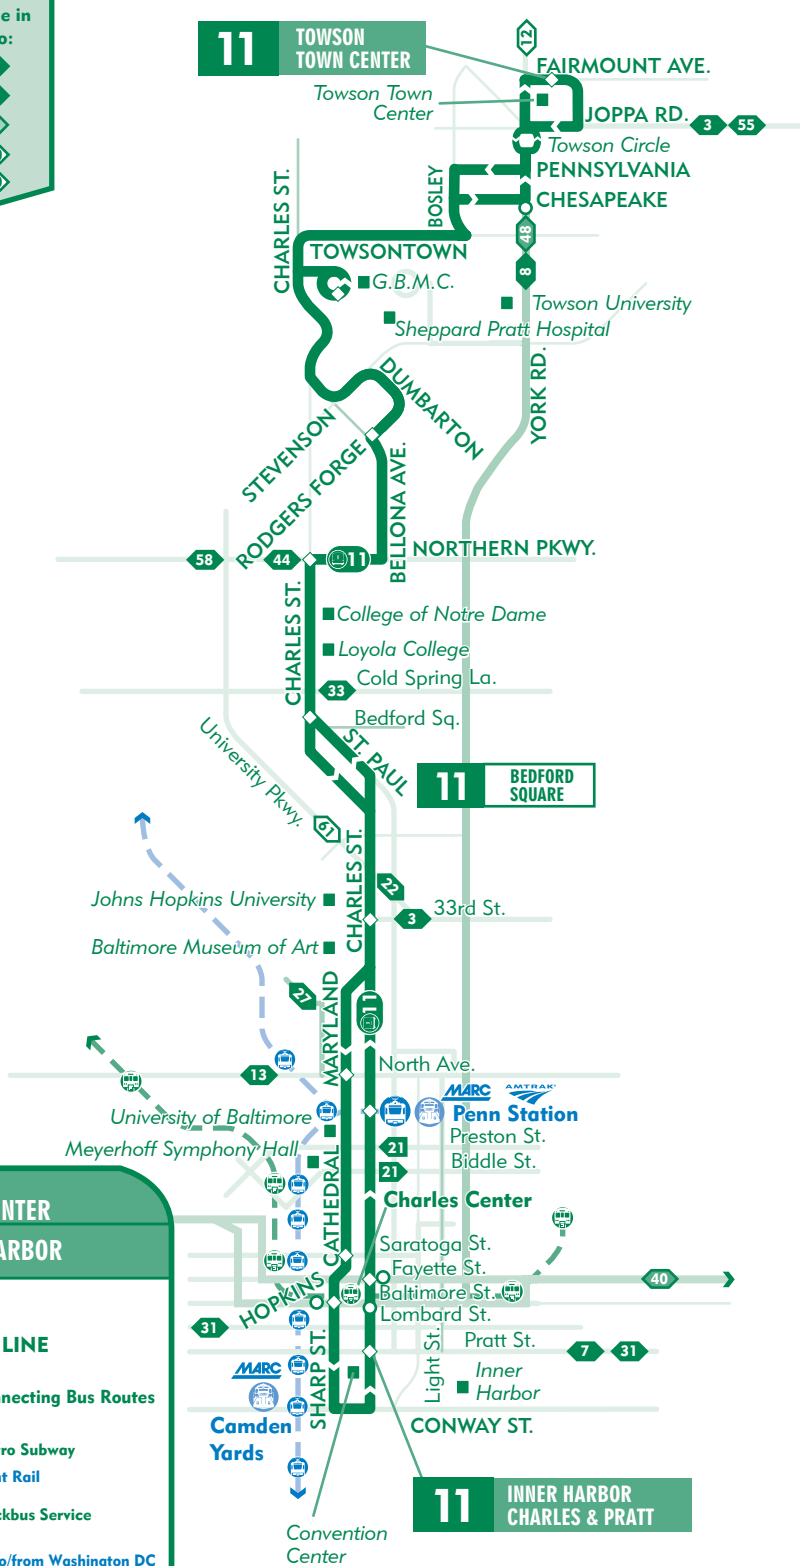 e in
o:
11
TOWSON
TOWN CENTER
12
FAIRMOUNT AVE.
Towson Town
Center
JOPPA RD.
3
55
Towson Circle
PENNSYLVANIA
BOSLEY
CHESAPEAKE
CHARLES ST.
48
TOWSONTOWN
8
G.B.M.C.
Towson University
Sheppard Pratt Hospital
YORK RD.
DUMBARTON
STEVENSON
RODGERS FORGE
BELLONA AVE.
NORTHERN PKWY.
58
44
11
CHARLES ST.
College of Notre Dame
Loyola College
Cold Spring La.
33
Bedford Sq.
ST. PAUL
University Pkwy.
11
BEDFORD
SQUARE
61
CHARLES ST.
22
Johns Hopkins University
33rd St.
3
Baltimore Museum of Art
MARYLAND
27
11
North Ave.
13
MARC
AMTRAK
Penn Station
University of Baltimore
Preston St.
21
Meyerhoff Symphony Hall
Biddle St.
21
CATHEDRAL
Charles Center
NTER
ARBOR
Saratoga St.
Fayette St.
40
Baltimore St.
HOPKINS
Lombard St.
31
LINE
Pratt St.
7
31
SHARP ST.
Light St.
MARC
Inner
Harbor
nnecting Bus Routes
Camden
Yards
CONWAY ST.
ro Subway
t Rail
11
INNER HARBOR
CHARLES & PRATT
ckbus Service
Convention
Center
o/from Washington DC